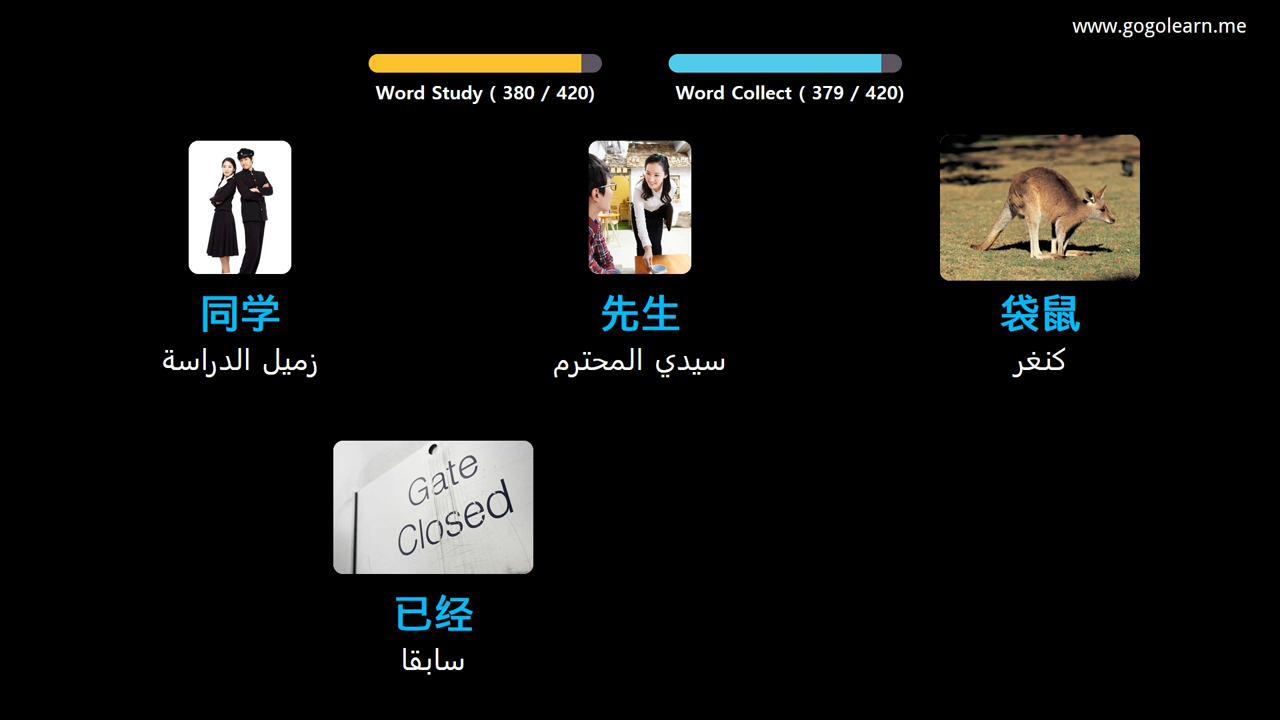 www.gogolearn.me
Word Study ( 380 / 420)
Word Collect ( 379 / 420)
同学
زميل الدراسة
先生
سيدي المحترم
袋鼠
كنغر
Gate
Closed
已经
سابقا